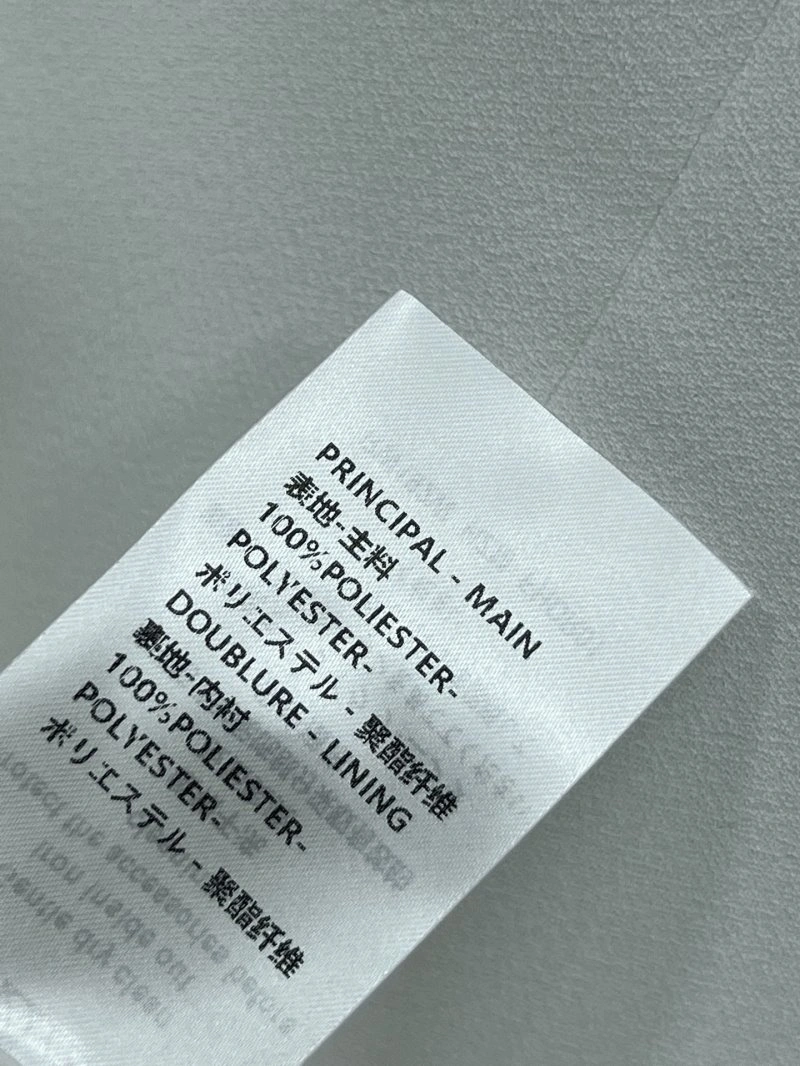 PRINCIPAL - MAIN
表地-主料
100%POLIESTER-
POLYESTER-
ポリエステル - 聚酯纤维
DOUBLURE - LINING
裏地-内衬
100%POLIESTER-
POLYESTER-
ポリエステル - 聚酯纤维